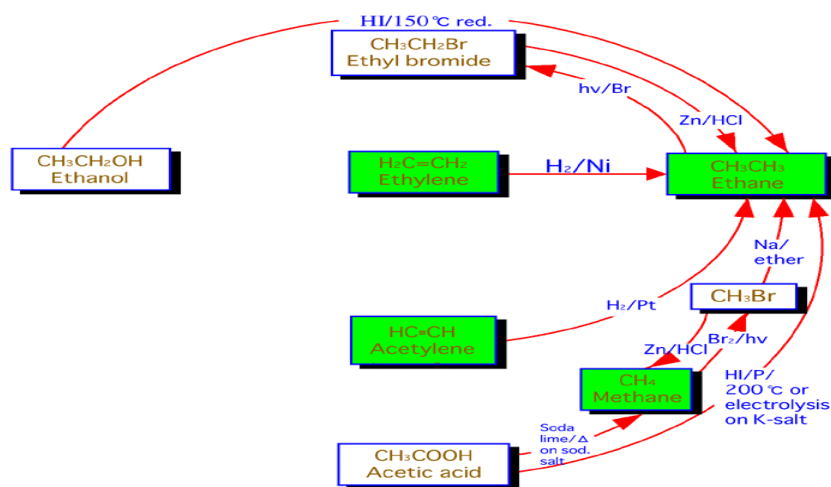 HI/150 ℃ red.
CH₃CH₂Br
Ethyl bromide
hv/Br
Zn/HCl
CH₃CH₂OH
Ethanol
H₂C=CH₂
Ethylene
H₂/Ni
CH₃CH₃
Ethane
Na/
ether
CH₃Br
H₂/Pt
HC≡CH
Acetylene
Br₂/hv
Zn/HCl
CH₄
Methane
HI/P/
200 ℃ or
electrolysis
on K-salt
Soda
lime/Δ
on sod.
salt
CH₃COOH
Acetic acid